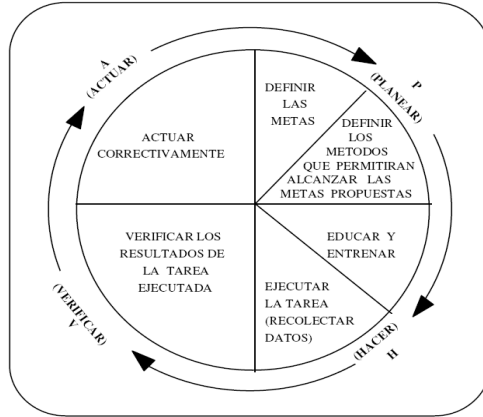 A
(ACTUAR)
P
(PLANEAR)
DEFINIR
LAS
METAS
DEFINIR
LOS
METODOS
QUE PERMITIRAN
ALCANZAR LAS
METAS PROPUESTAS
ACTUAR
CORRECTIVAMENTE
VERIFICAR LOS
RESULTADOS DE
LA TAREA
EJECUTADA
EDUCAR Y
ENTRENAR
EJECUTAR
LA TAREA
(RECOLECTAR
DATOS)
(VERIFICAR)
V
(HACER)
H